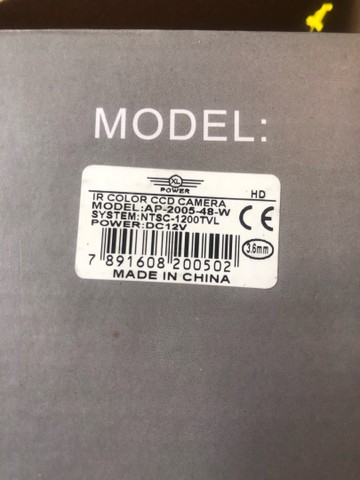 MODEL:
XL
POWER
HD
IR COLOR CCD CAMERA
MODEL:AP-2005-48-W
SYSTEM:NTSC-1200TVL
POWER:DC12V
CE
3.6mm
7 891608 200502
MADE IN CHINA